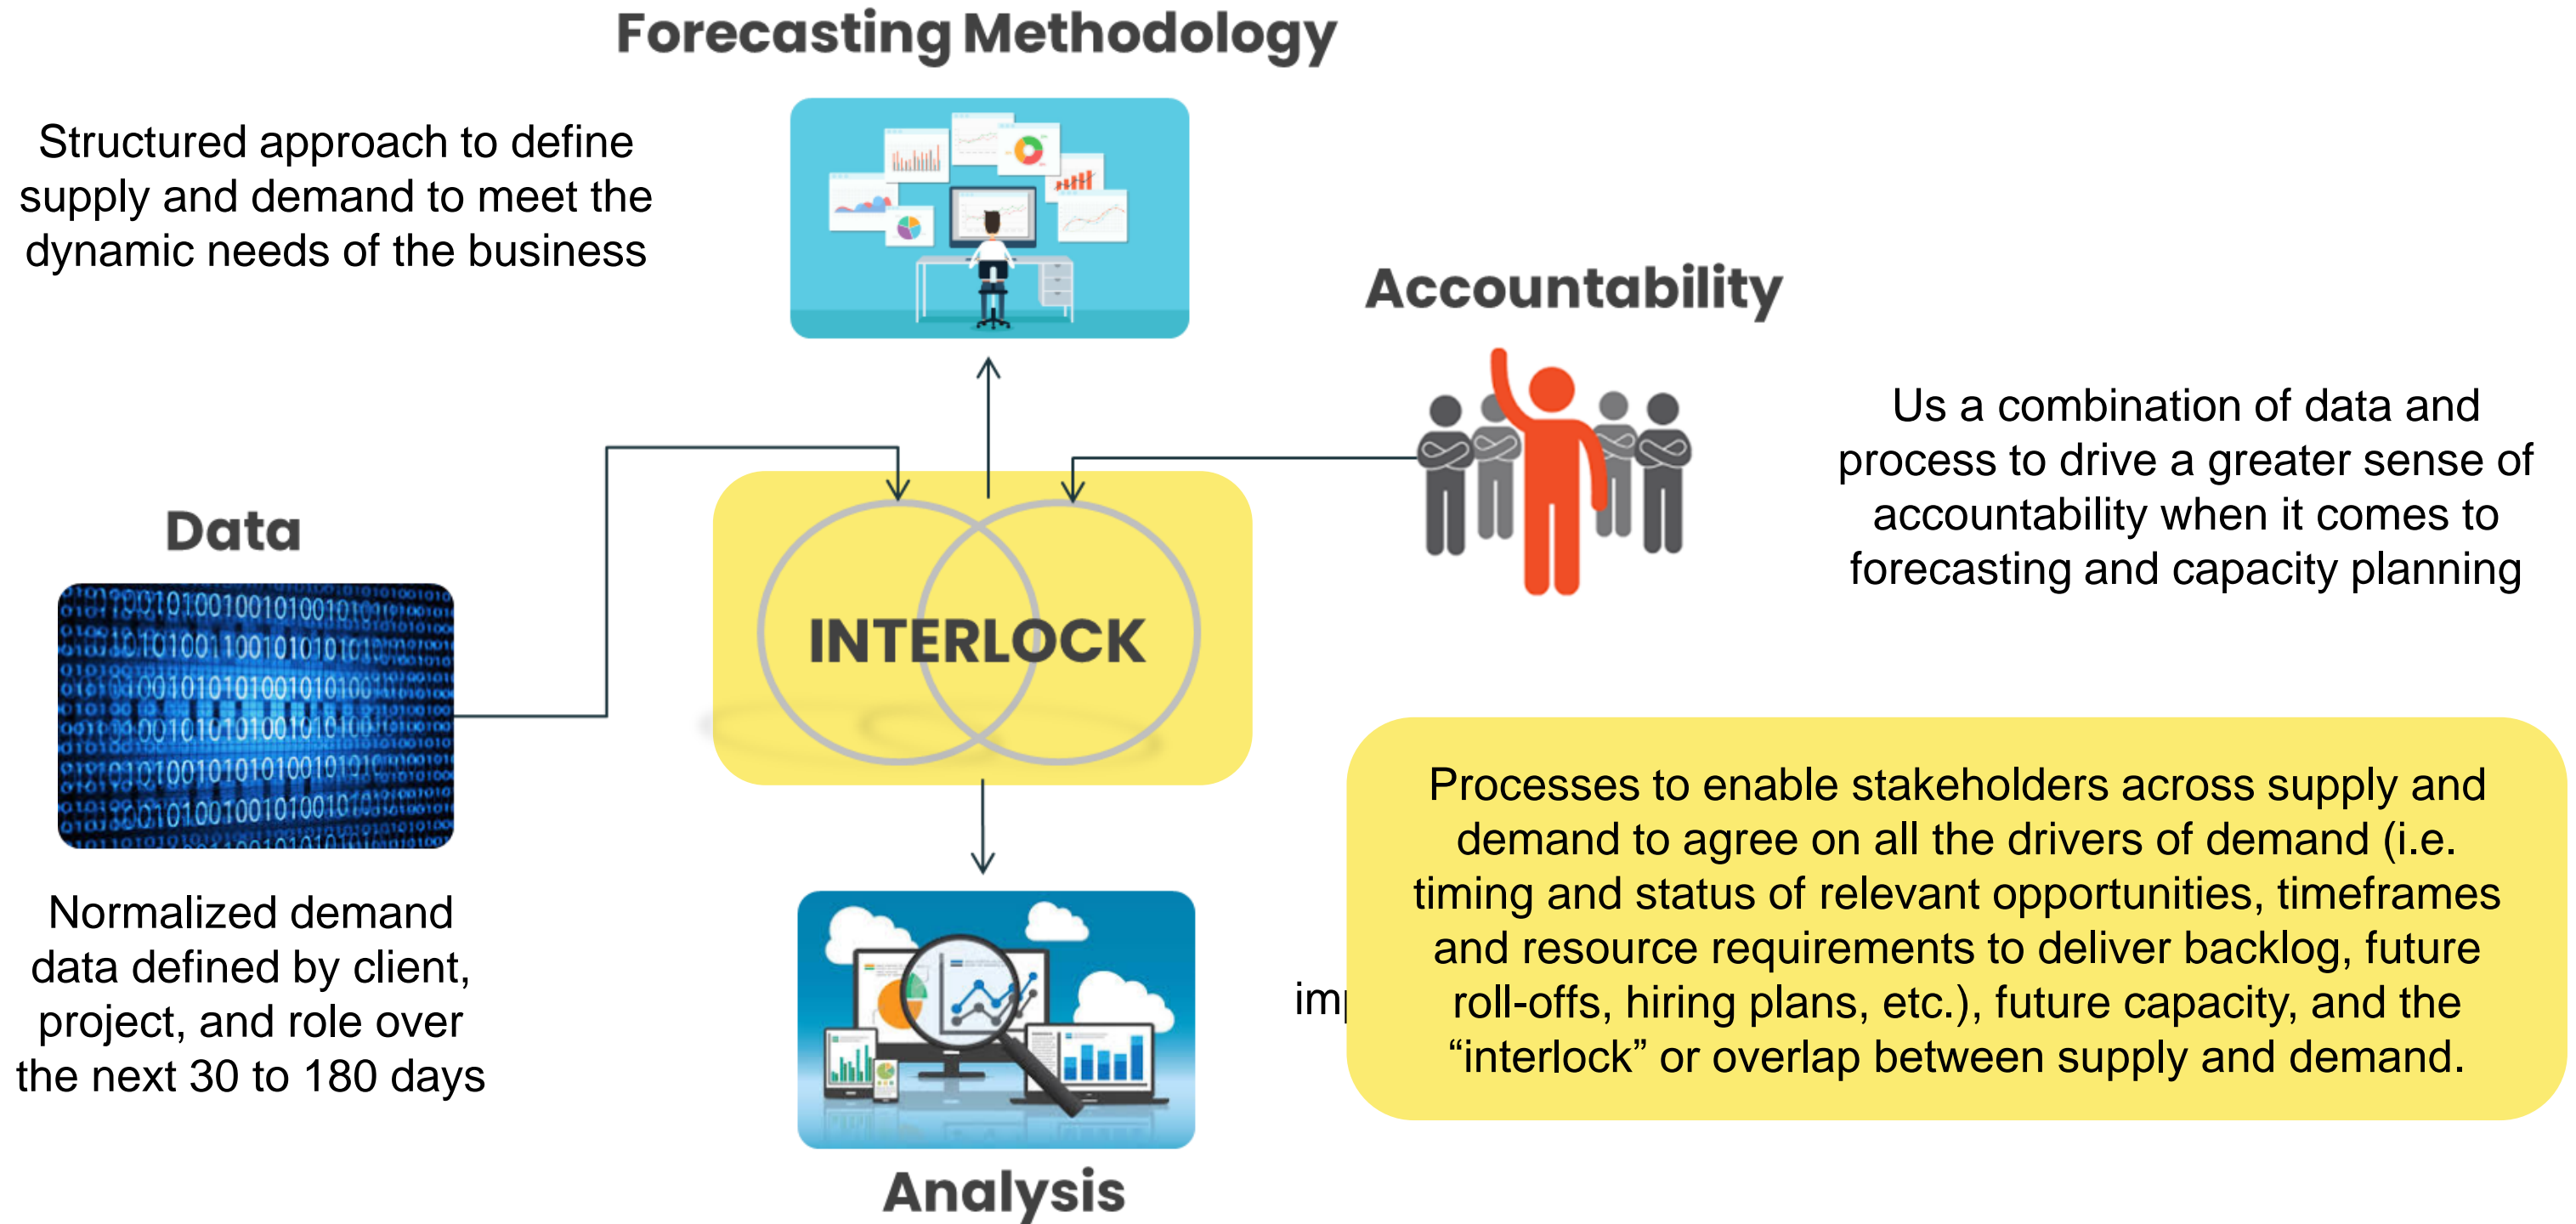 Forecasting Methodology
Structured approach to define
supply and demand to meet the
dynamic needs of the business
Accountability
Us a combination of data and
process to drive a greater sense of
accountability when it comes to
forecasting and capacity planning
Data
INTERLOCK
Normalized demand
data defined by client,
project, and role over
the next 30 to 180 days
Processes to enable stakeholders across supply and
demand to agree on all the drivers of demand (i.e.
timing and status of relevant opportunities, timeframes
and resource requirements to deliver backlog, future
roll-offs, hiring plans, etc.), future capacity, and the
“interlock” or overlap between supply and demand.
Analysis